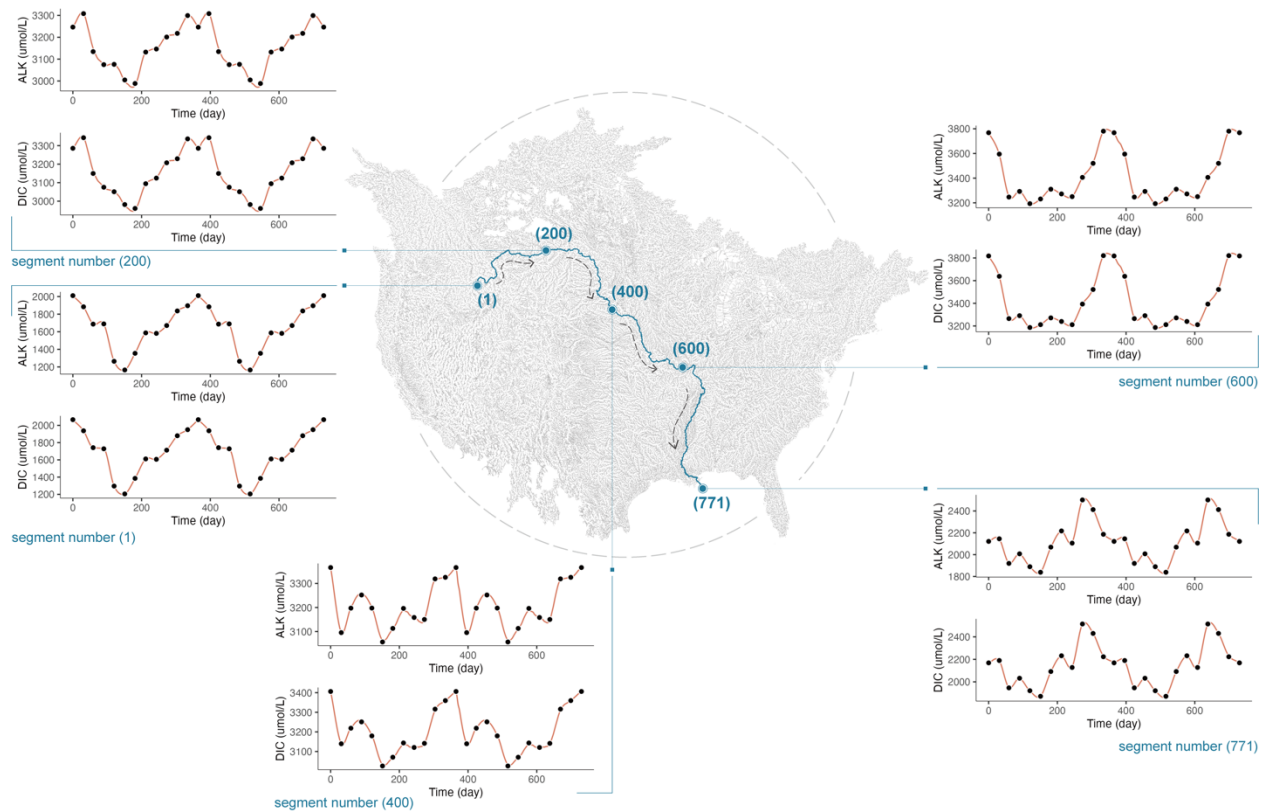 3300
3200
3100
3000
ALK (umol/L)
0 200 400 600
Time (day)
3300
3200
3100
3000
DIC (umol/L)
0 200 400 600
Time (day)
segment number (200)
2000
1800
1600
1400
1200
ALK (umol/L)
0 200 400 600
Time (day)
2000
1800
1600
1400
1200
DIC (umol/L)
0 200 400 600
Time (day)
segment number (1)
(200)
(1)
(400)
(600)
(771)
3300
3200
3100
ALK (umol/L)
0 200 400 600
Time (day)
3400
3300
3200
3100
DIC (umol/L)
0 200 400 600
Time (day)
segment number (400)
3800
3600
3400
3200
ALK (umol/L)
0 200 400 600
Time (day)
3800
3600
3400
3200
DIC (umol/L)
0 200 400 600
Time (day)
segment number (600)
2400
2200
2000
1800
ALK (umol/L)
0 200 400 600
Time (day)
2400
2200
2000
DIC (umol/L)
0 200 400 600
Time (day)
segment number (771)